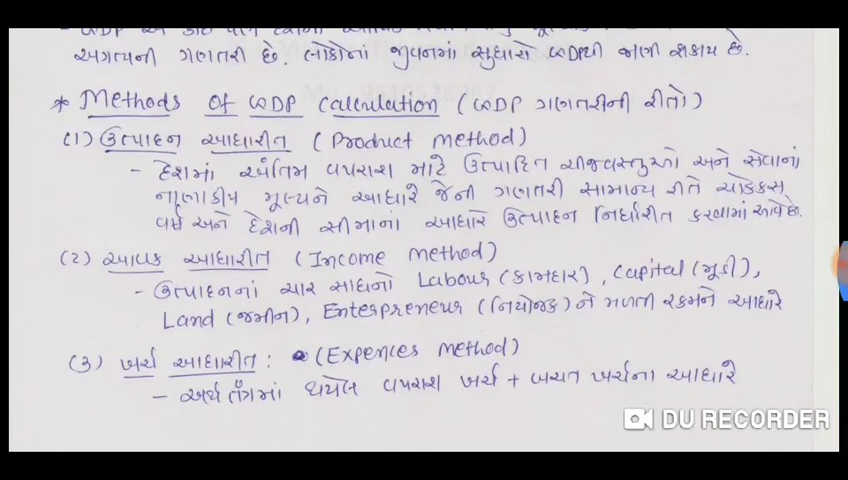 અગત્યની ગણતરી છે. લોકોનાં જીવનમાં સુધારો GDPથી જાણી શકાય છે.
* Methods of GDP calculation (GDP ગણતરીની રીતો)
(1) ઉત્પાદન આધારીત (Product Method)
- દેશમાં અંતિમ વપરાશ માટે ઉત્પાદિત ચીજવસ્તુઓ અને સેવાનાં
નાણાકીય મૂલ્યને આધારે જેની ગણતરી સામાન્ય રીતે ચોક્કસ
વર્ષ અને દેશની સીમાનાં આધારે ઉત્પાદન નિર્ધારીત કરવામાં આવે છે.
(2) આવક આધારીત (Income Method)
- ઉત્પાદનનાં ચાર સાધનો Labour (કામદાર), Capital (મૂડી),
Land (જમીન), Enterpreneur (નિયોજક) ને મળતી રકમને આધારે
(3) ખર્ચ આધારીત : (Expences Method)
- અર્થતંત્રમાં થયેલ વપરાશ ખર્ચ + બચત ખર્ચના આધારે
DU RECORDER